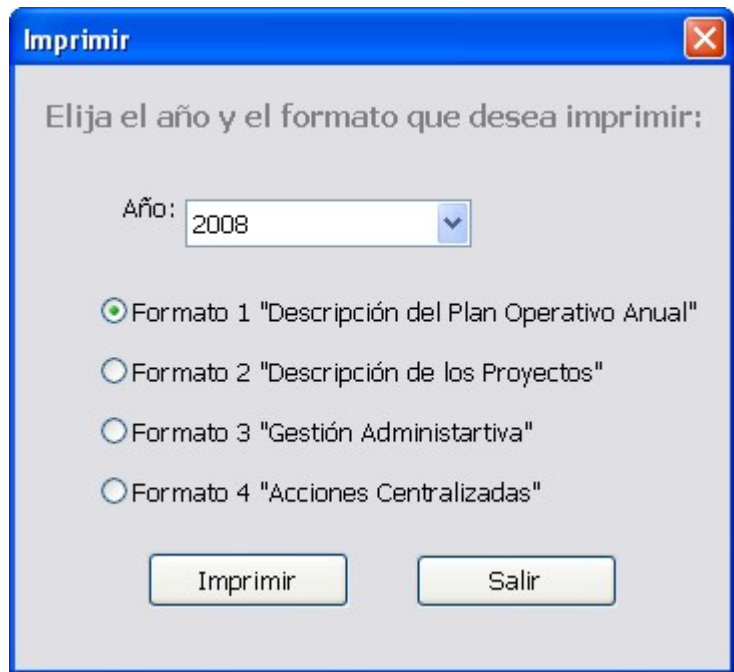 Imprimir
Elija el año y el formato que desea imprimir:
Año: 2008
Formato 1 "Descripción del Plan Operativo Anual"
Formato 2 "Descripción de los Proyectos"
Formato 3 "Gestión Administartiva"
Formato 4 "Acciones Centralizadas"
Imprimir Salir